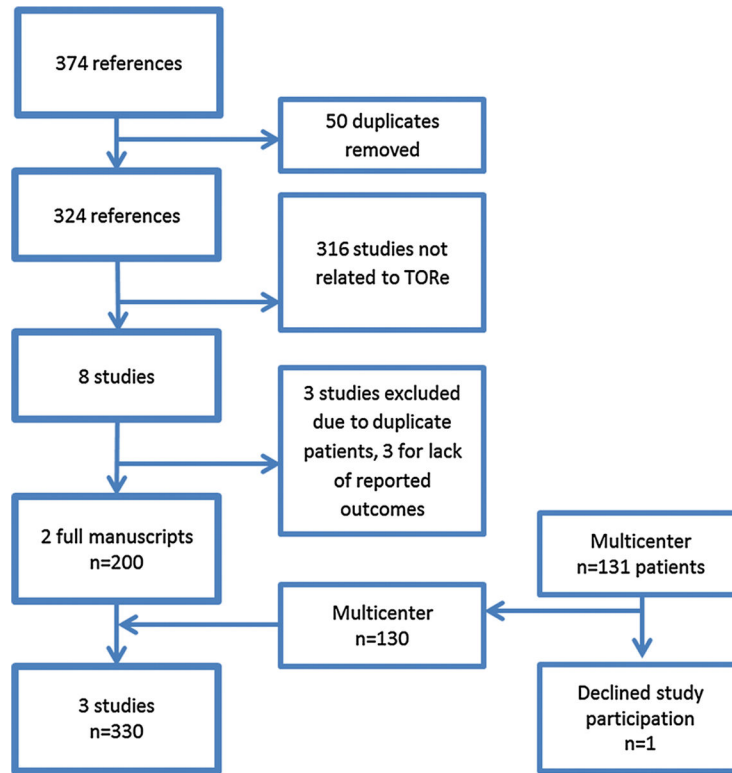 374 references
50 duplicates
removed
324 references
316 studies not
related to TORe
8 studies
3 studies excluded
due to duplicate
patients, 3 for lack
of reported
outcomes
2 full manuscripts
n=200
Multicenter
n=131 patients
Multicenter
n=130
3 studies
n=330
Declined study
participation
n=1